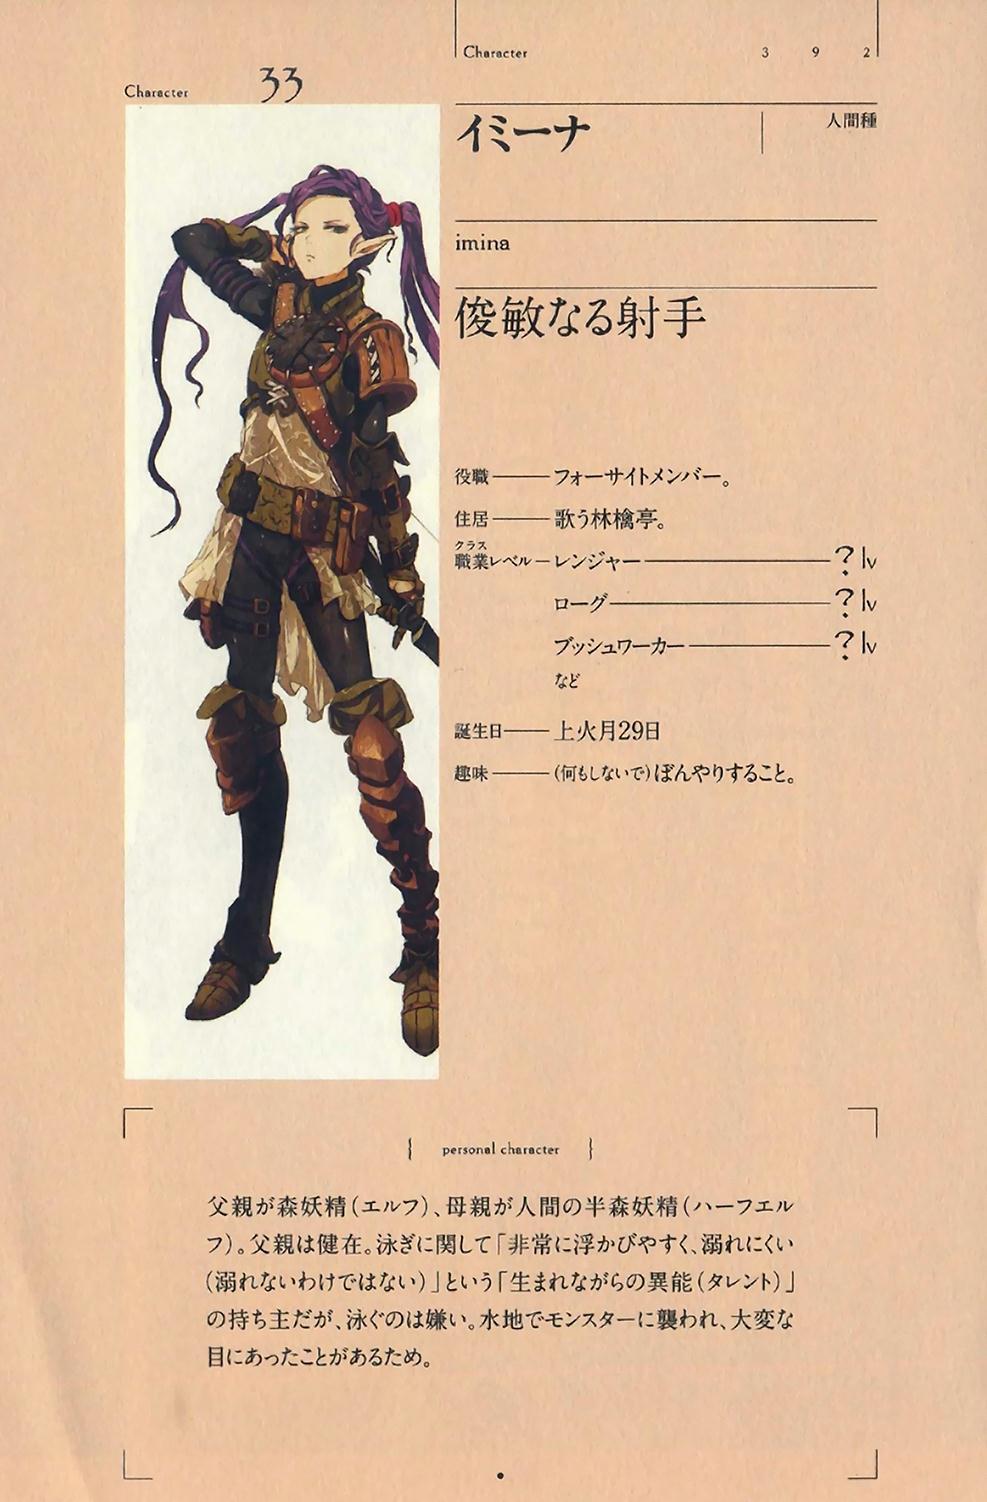 Character 3 9 2
Character 33
イミーナ 人間種
imina
俊敏なる射手
役職 フォーサイトメンバー。
住居 歌う林檎亭。
クラス
職業レベル レンジャー ? lv
ローグ ? lv
ブッシュワーカー ? lv
など
誕生日 上火月29日
趣味 (何もしないで)ぼんやりすること。
personal character
父親が森妖精(エルフ)、母親が人間の半森妖精(ハーフエル
フ)。父親は健在。泳ぎに関して「非常に浮かびやすく、溺れにくい
(溺れないわけではない)」という「生まれながらの異能(タレント)」
の持ち主だが、泳ぐのは嫌い。水地でモンスターに襲われ、大変な
目にあったことがあるため。